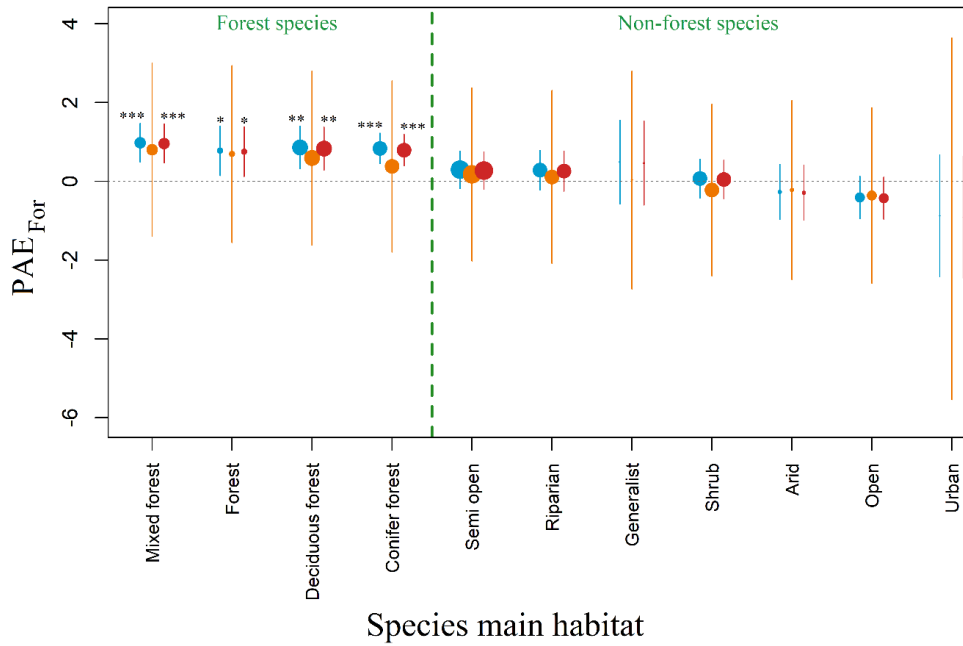 Forest species
Non-forest species
4
2
0
-2
-4
-6
PAE For
*** *** * * ** ** *** ***
Mixed forest
Forest
Deciduous forest
Conifer forest
Semi open
Riparian
Generalist
Shrub
Arid
Open
Urban
Species main habitat